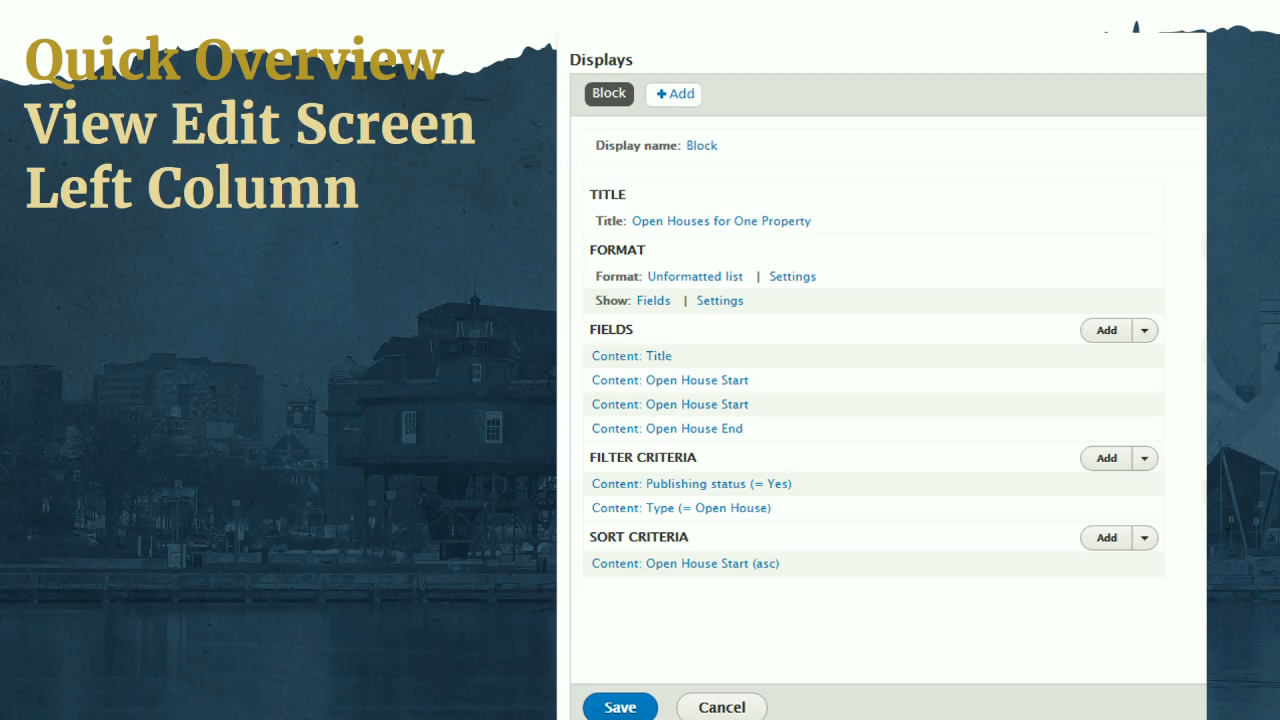 Quick Overview
View Edit Screen
Left Column
Displays
Block +Add
Display name: Block
TITLE
Title: Open Houses for One Property
FORMAT
Format: Unformatted list | Settings
Show: Fields | Settings
FIELDS Add
Content: Title
Content: Open House Start
Content: Open House Start
Content: Open House End
FILTER CRITERIA Add
Content: Publishing status (= Yes)
Content: Type (= Open House)
SORT CRITERIA Add
Content: Open House Start (asc)
Save Cancel